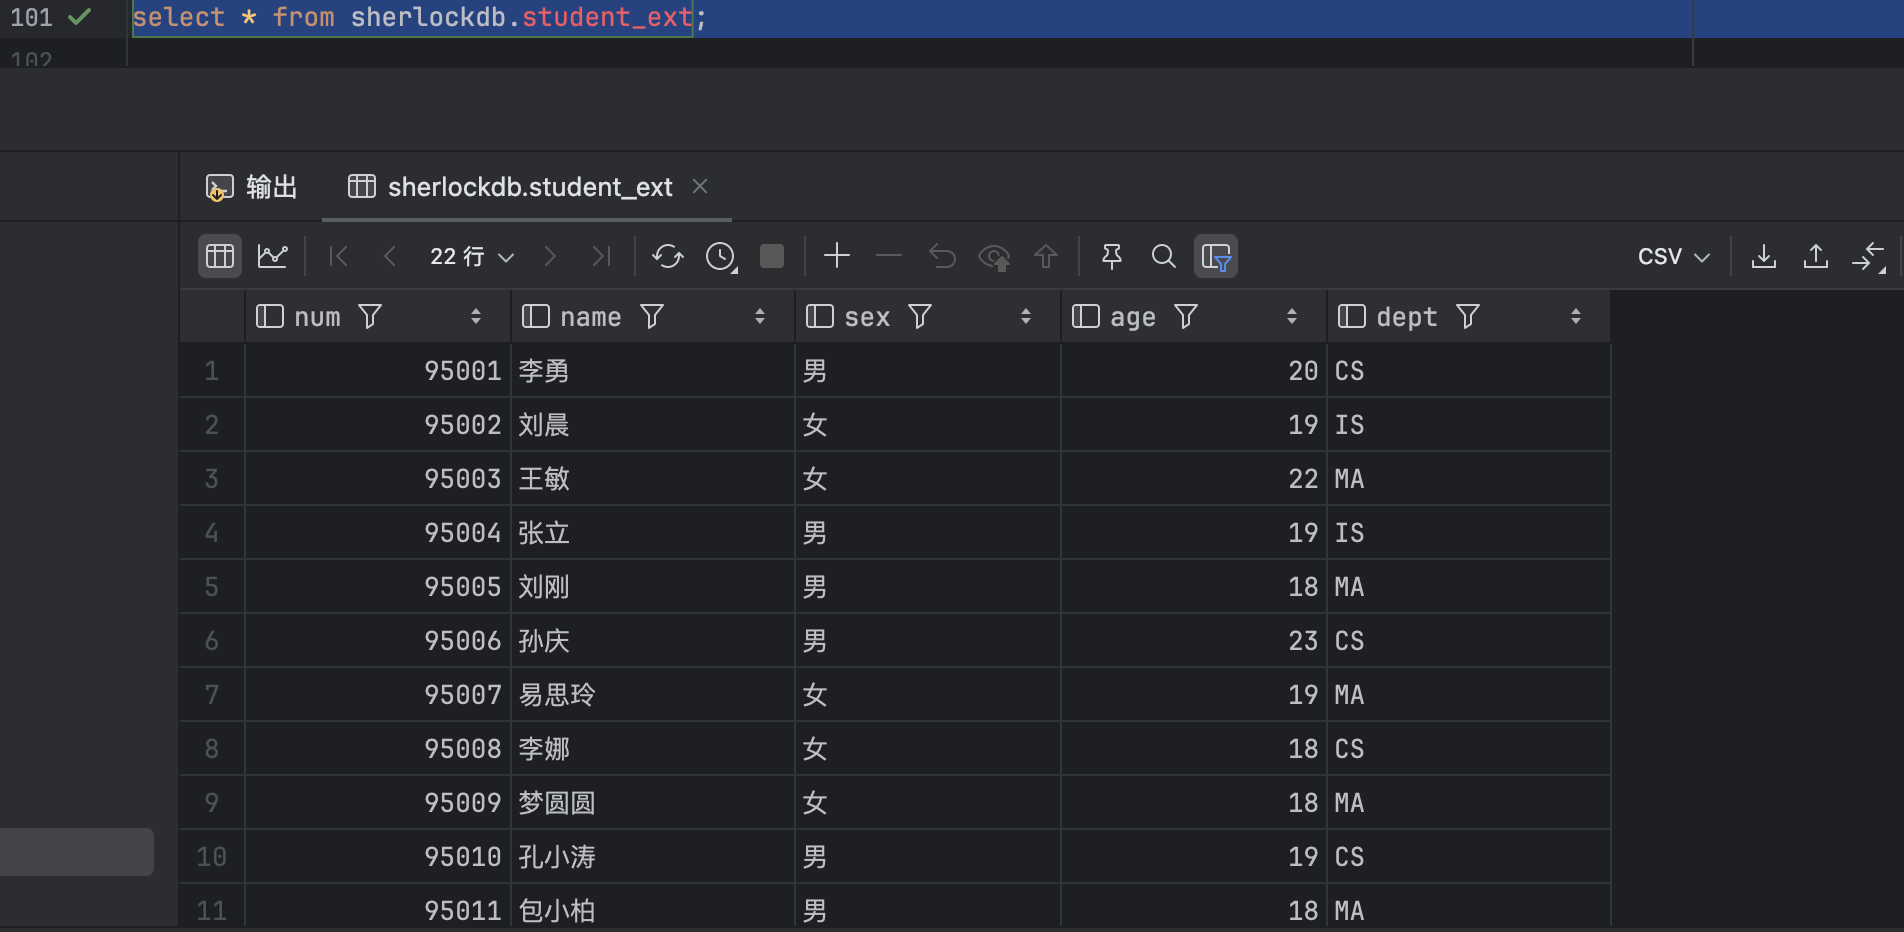 101 select * from sherlockdb.student_ext;
102
输出 sherlockdb.student_ext
22 行 CSV
num name sex age dept
1 95001 李勇 男 20 CS
2 95002 刘晨 女 19 IS
3 95003 王敏 女 22 MA
4 95004 张立 男 19 IS
5 95005 刘刚 男 18 MA
6 95006 孙庆 男 23 CS
7 95007 易思玲 女 19 MA
8 95008 李娜 女 18 CS
9 95009 梦圆圆 女 18 MA
10 95010 孔小涛 男 19 CS
11 95011 包小柏 男 18 MA